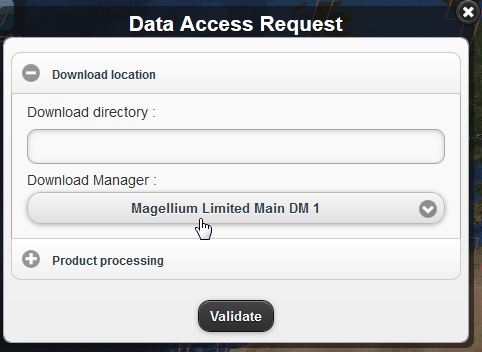 Data Access Request
Download location
Download directory :
Download Manager :
Magellium Limited Main DM 1
Product processing
Validate